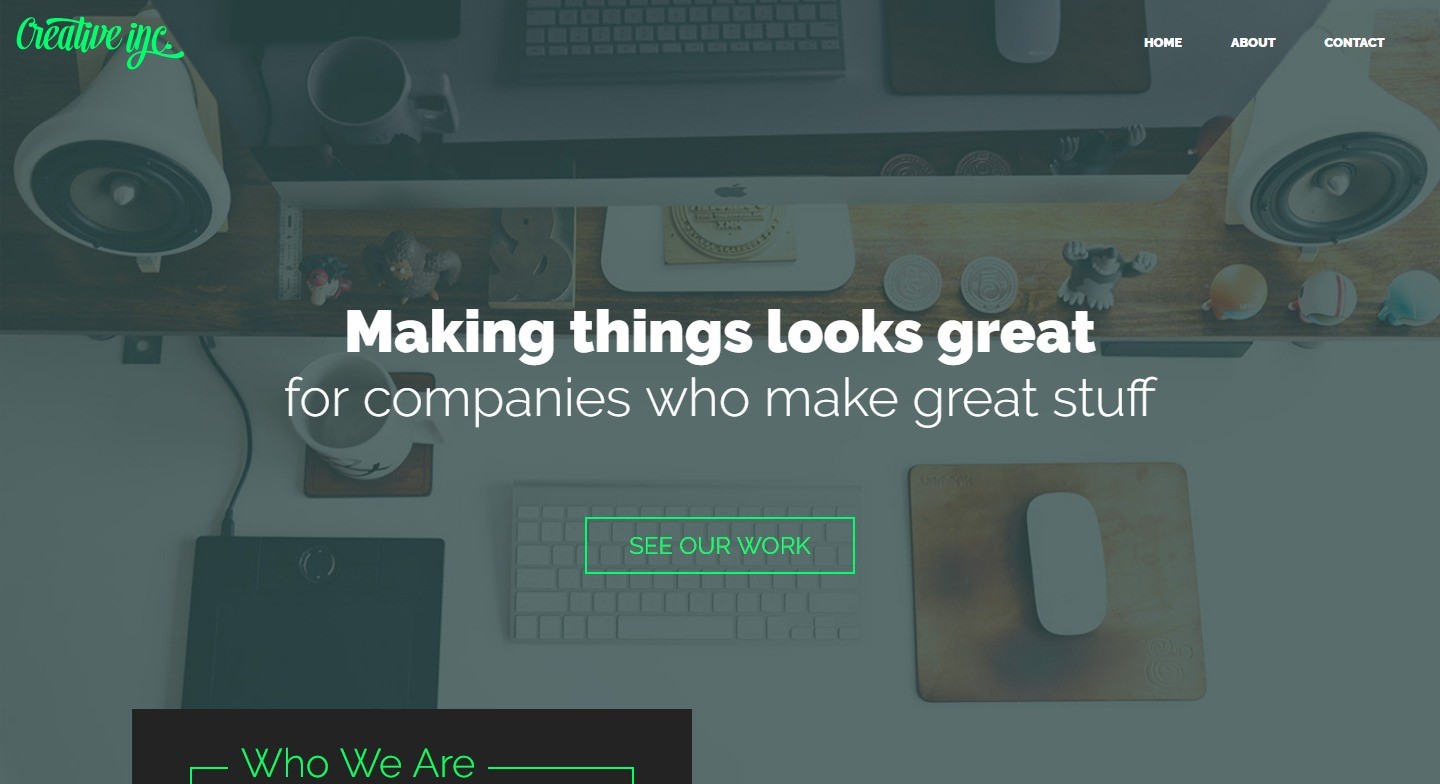 Creative inc.
HOME ABOUT CONTACT
&
Making things looks great
for companies who make great stuff
SEE OUR WORK
Who We Are